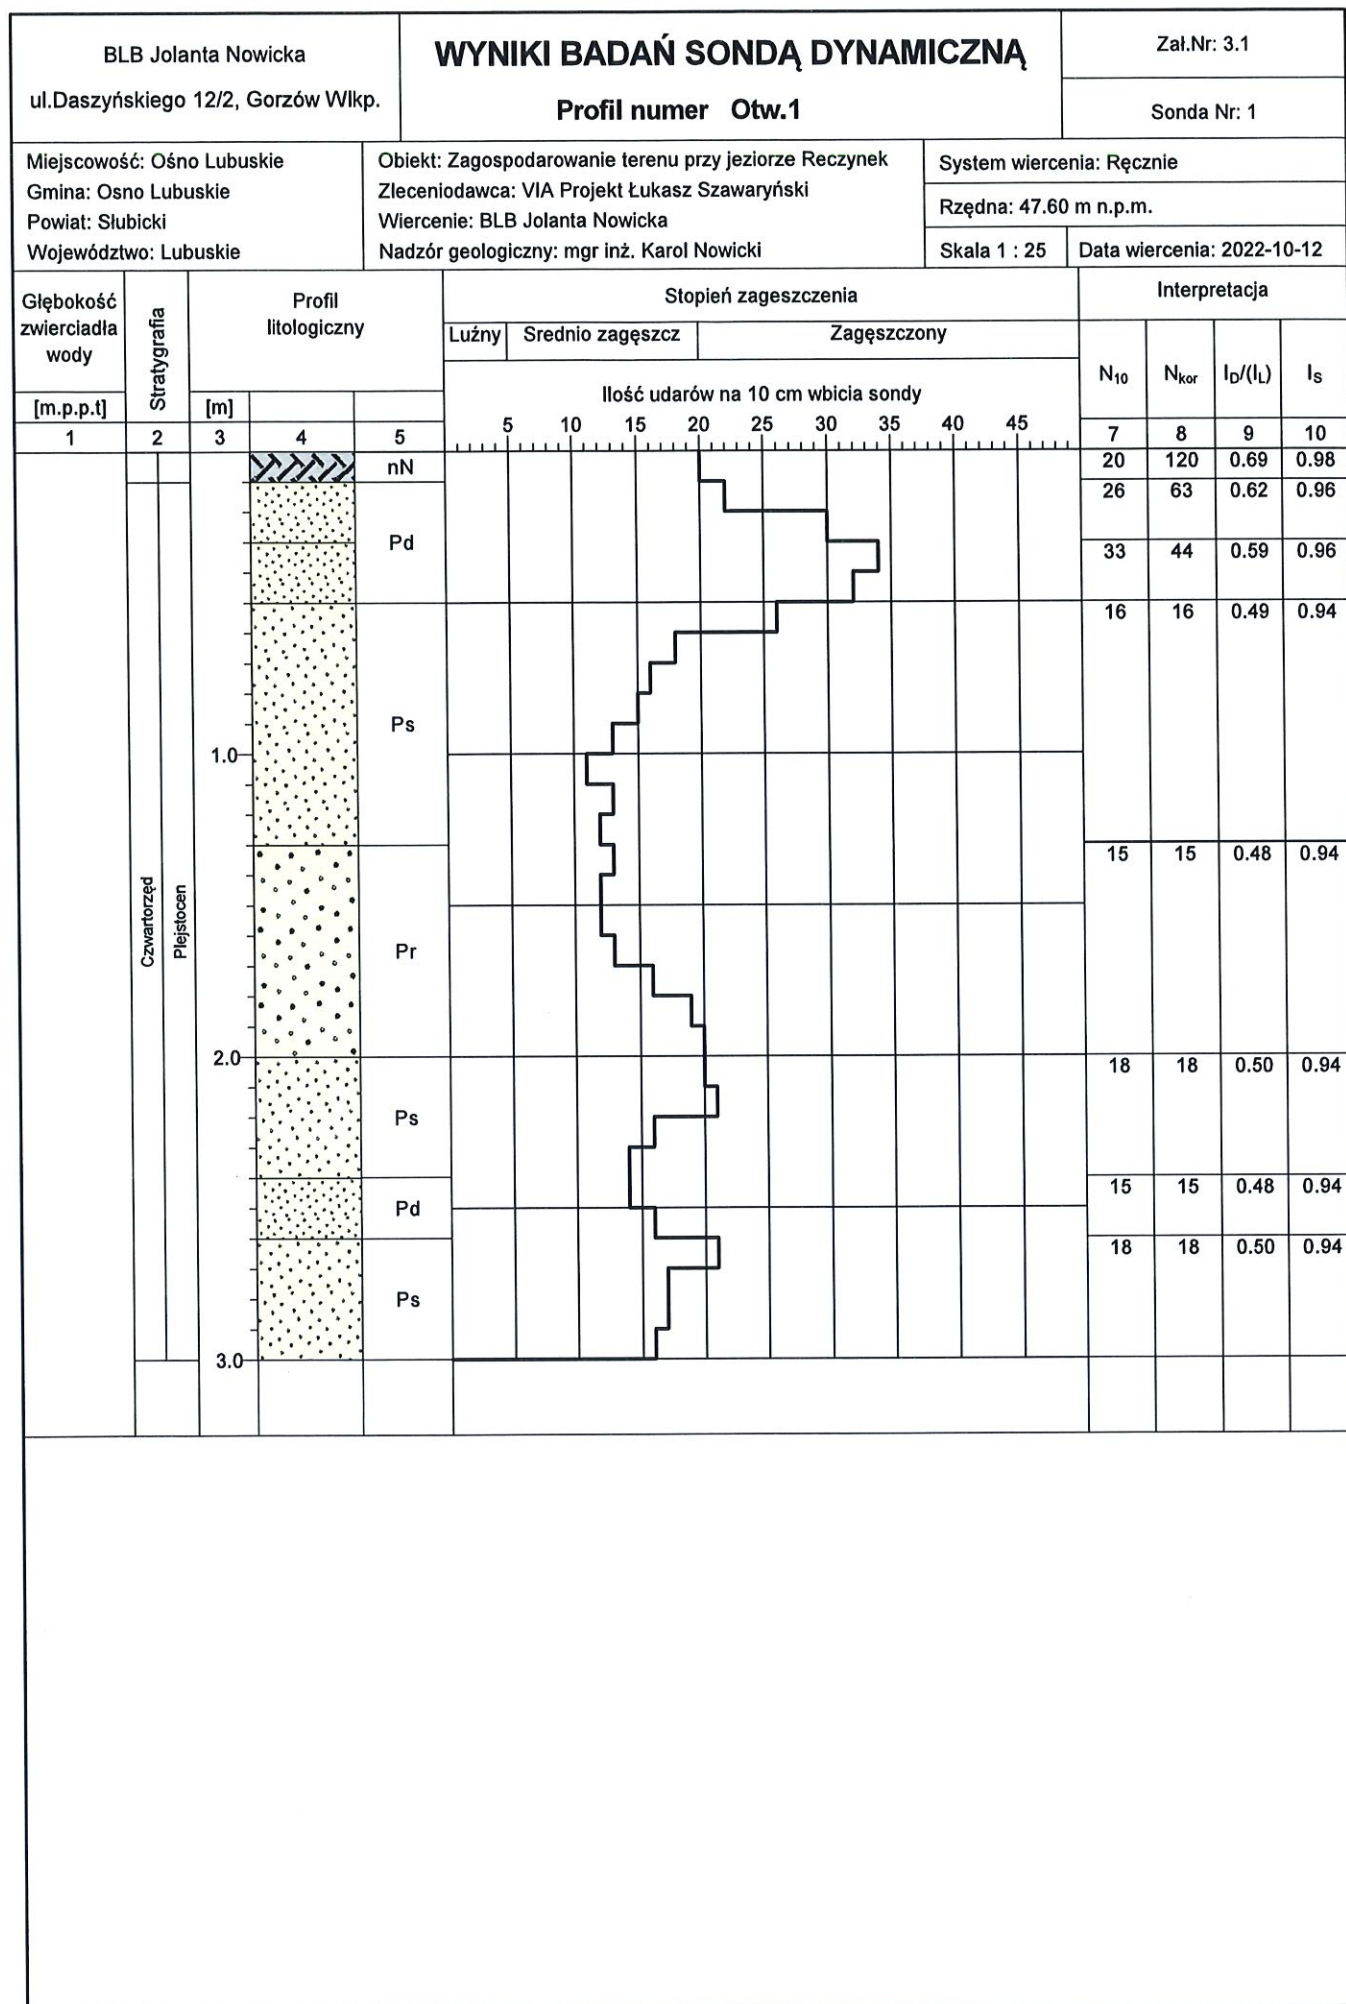 BLB Jolanta Nowicka
ul.Daszyńskiego 12/2, Gorzów Wlkp.
WYNIKI BADAŃ SONDĄ DYNAMICZNĄ
Profil numer Otw.1
Zał.Nr: 3.1
Sonda Nr: 1
Miejscowość: Ośno Lubuskie
Gmina: Osno Lubuskie
Powiat: Słubicki
Województwo: Lubuskie
Obiekt: Zagospodarowanie terenu przy jeziorze Reczynek
Zleceniodawca: VIA Projekt Łukasz Szawaryński
Wiercenie: BLB Jolanta Nowicka
Nadzór geologiczny: mgr inż. Karol Nowicki
System wiercenia: Ręcznie
Rzędna: 47.60 m n.p.m.
Skala 1 : 25
Data wiercenia: 2022-10-12
Głębokość
zwierciadła
wody
[m.p.p.t]
Stratygrafia
Profil
litologiczny
[m]
Stopień zageszczenia
Luźny
Srednio zagęszcz
Zagęszczony
Ilość udarów na 10 cm wbicia sondy
5 10 15 20 25 30 35 40 45
Interpretacja
N10 Nkor ID/(IL) IS
1 2 3 4 5 7 8 9 10
nN 20 120 0.69 0.98
26 63 0.62 0.96
Pd
33 44 0.59 0.96
16 16 0.49 0.94
Ps
1.0
15 15 0.48 0.94
Czwartorzęd
Plejstocen
Pr
2.0
18 18 0.50 0.94
Ps
15 15 0.48 0.94
Pd
18 18 0.50 0.94
Ps
3.0